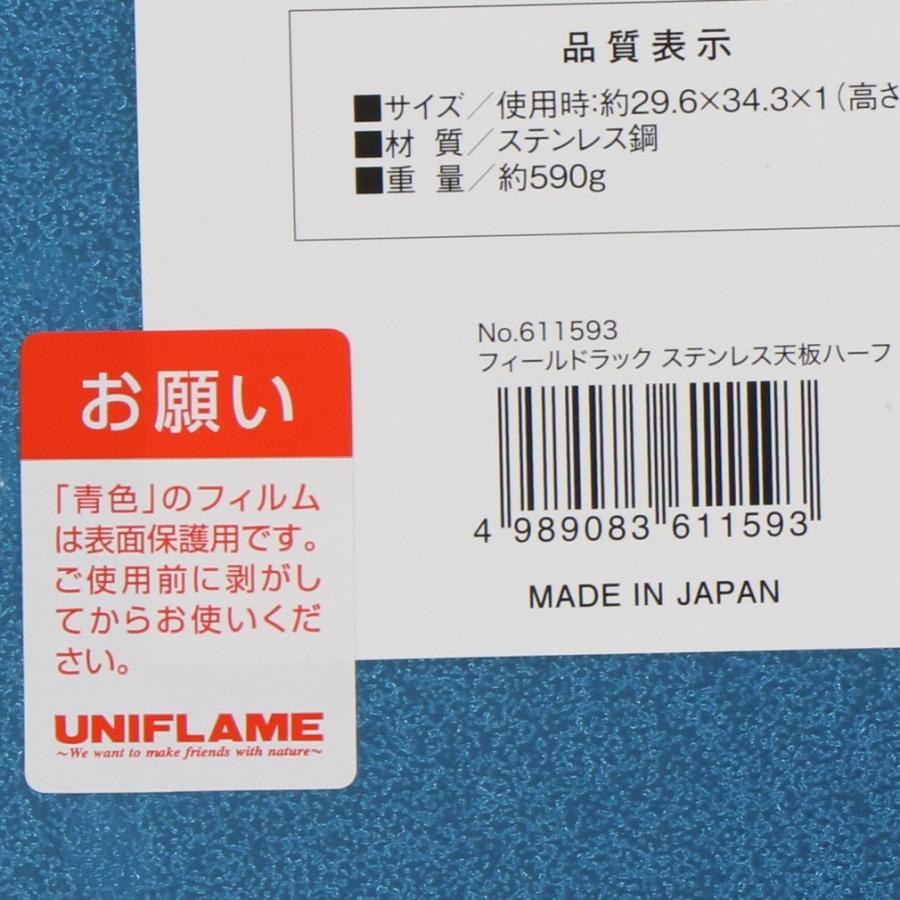 品質表示
■サイズ／使用時:約29.6×34.3×1(高さ
■材 質／ステンレス鋼
■重 量／約590g
No.611593
フィールドラック ステンレス天板ハーフ
4 989083 611593
MADE IN JAPAN
お願い
「青色」のフィルム
は表面保護用です。
ご使用前に剥がし
てからお使いくだ
さい。
UNIFLAME
~We want to make friends with nature~